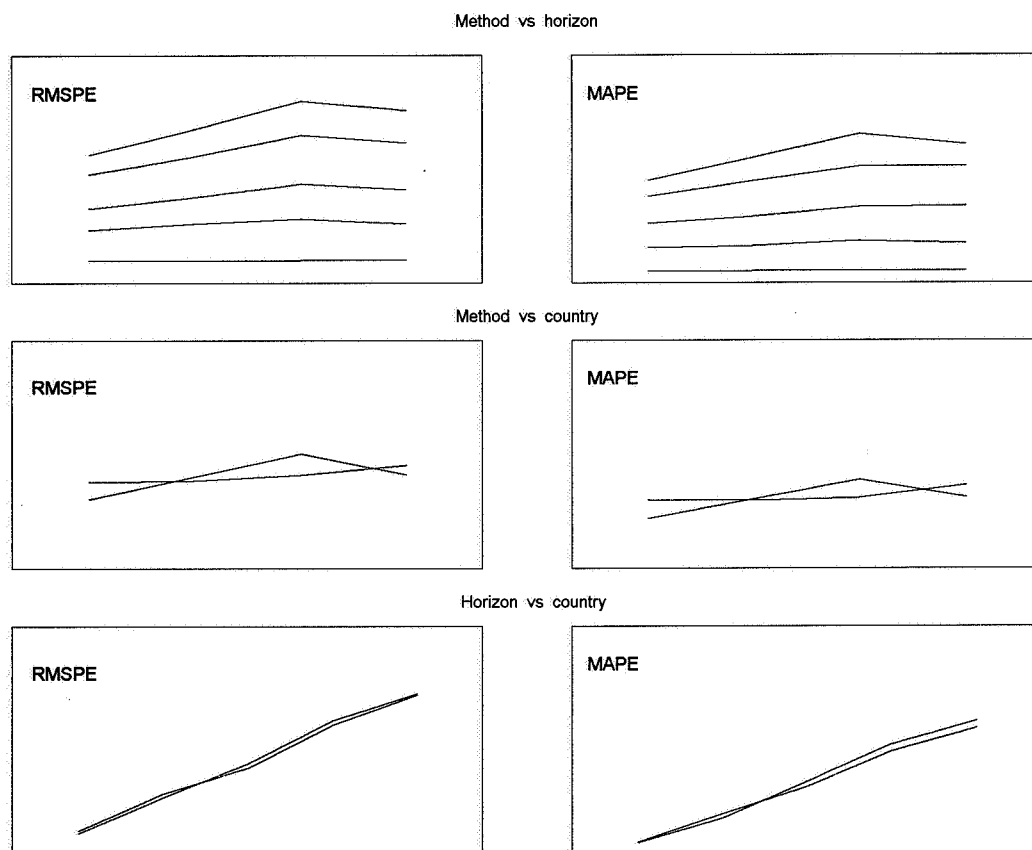 Method vs horizon
RMSPE
MAPE
Method vs country
RMSPE
MAPE
Horizon vs country
RMSPE
MAPE